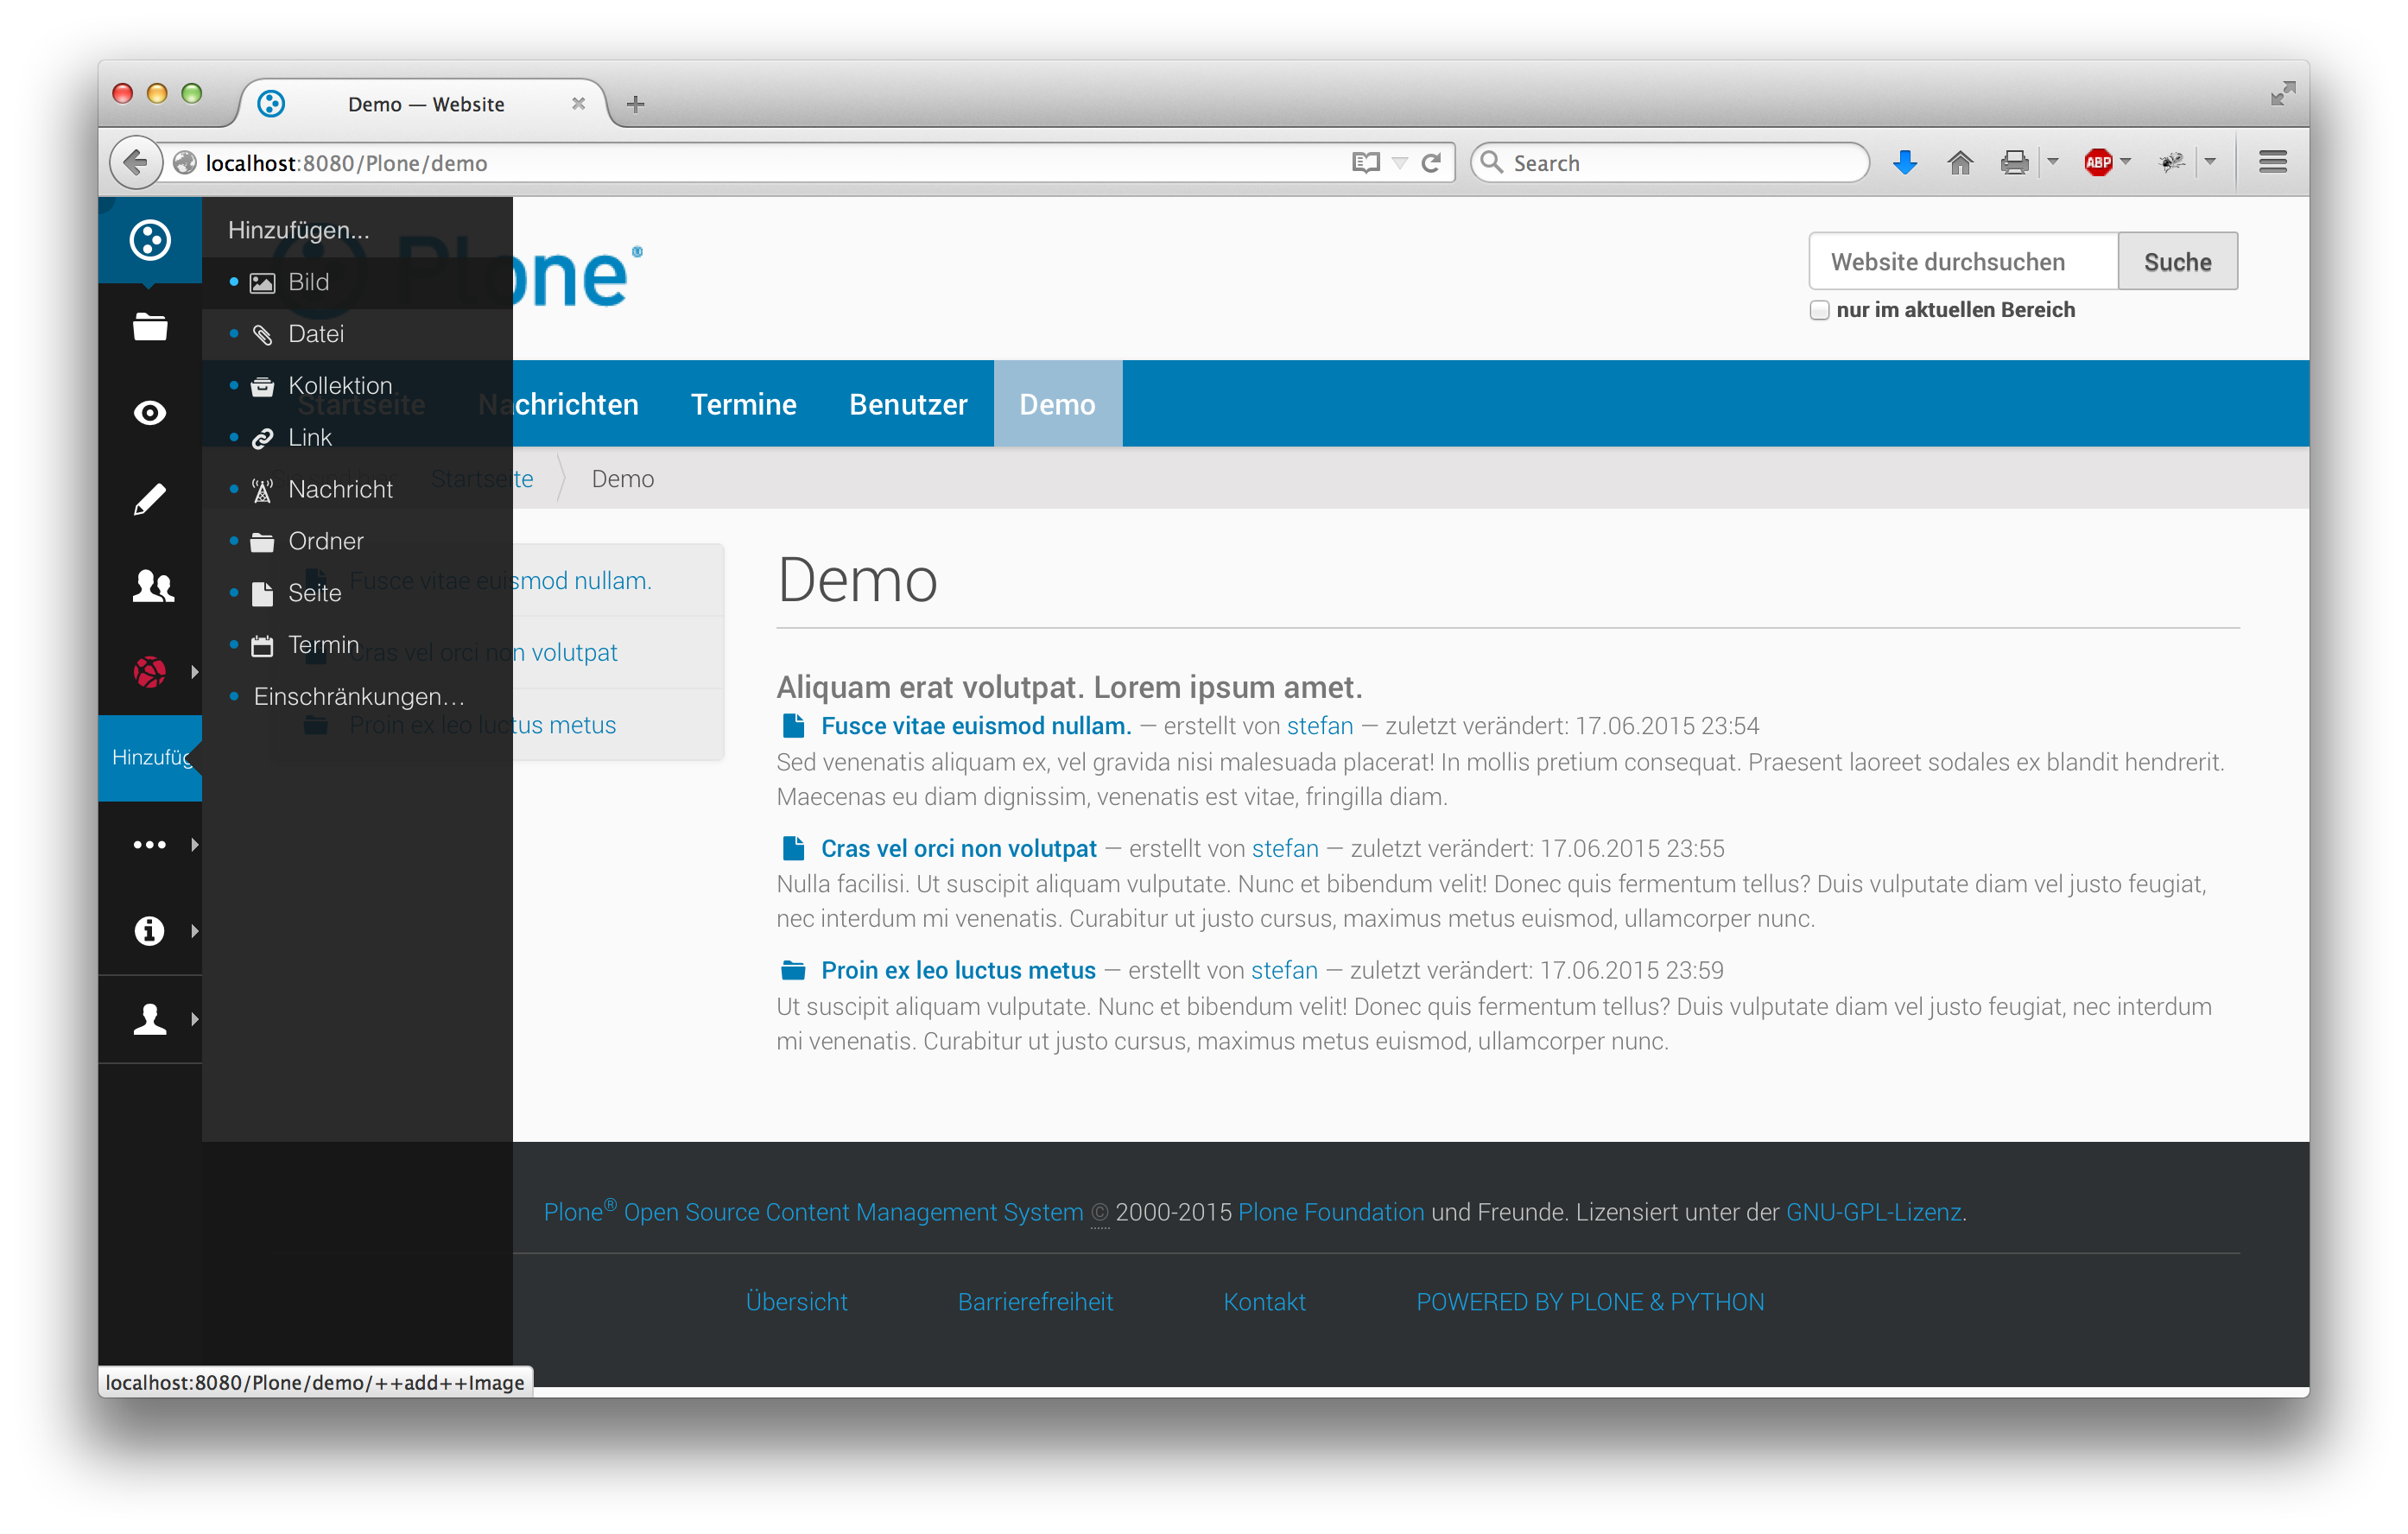 Demo — Website
localhost:8080/Plone/demo
Search
ABP
Hinzufügen...
Bild
Datei
Kollektion
Link
Nachricht
Ordner
Seite
Termin
Einschränkungen...
Hinzufüg
Plone®
Website durchsuchen
Suche
nur im aktuellen Bereich
Startseite Nachrichten Termine Benutzer Demo
Startseite Demo
Fusce vitae euismod nullam.
Cras vel orci non volutpat
Proin ex leo luctus metus
Demo
Aliquam erat volutpat. Lorem ipsum amet.
Fusce vitae euismod nullam. — erstellt von stefan — zuletzt verändert: 17.06.2015 23:54
Sed venenatis aliquam ex, vel gravida nisi malesuada placerat! In mollis pretium consequat. Praesent laoreet sodales ex blandit hendrerit.
Maecenas eu diam dignissim, venenatis est vitae, fringilla diam.
Cras vel orci non volutpat — erstellt von stefan — zuletzt verändert: 17.06.2015 23:55
Nulla facilisi. Ut suscipit aliquam vulputate. Nunc et bibendum velit! Donec quis fermentum tellus? Duis vulputate diam vel justo feugiat,
nec interdum mi venenatis. Curabitur ut justo cursus, maximus metus euismod, ullamcorper nunc.
Proin ex leo luctus metus — erstellt von stefan — zuletzt verändert: 17.06.2015 23:59
Ut suscipit aliquam vulputate. Nunc et bibendum velit! Donec quis fermentum tellus? Duis vulputate diam vel justo feugiat, nec interdum
mi venenatis. Curabitur ut justo cursus, maximus metus euismod, ullamcorper nunc.
Plone® Open Source Content Management System © 2000-2015 Plone Foundation und Freunde. Lizensiert unter der GNU-GPL-Lizenz.
Übersicht Barrierefreiheit Kontakt POWERED BY PLONE & PYTHON
localhost:8080/Plone/demo/++add++Image